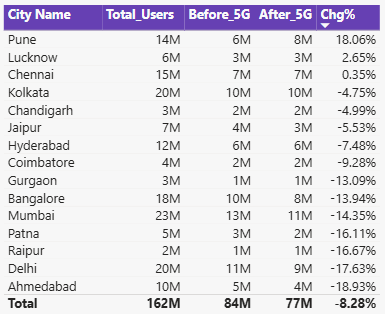 City Name Total_Users Before_5G After_5G Chg%
Pune 14M 6M 8M 18.06%
Lucknow 6M 3M 3M 2.65%
Chennai 15M 7M 7M 0.35%
Kolkata 20M 10M 10M -4.75%
Chandigarh 3M 2M 2M -4.99%
Jaipur 7M 4M 3M -5.53%
Hyderabad 12M 6M 6M -7.48%
Coimbatore 4M 2M 2M -9.28%
Gurgaon 3M 1M 1M -13.09%
Bangalore 18M 10M 8M -13.94%
Mumbai 23M 13M 11M -14.35%
Patna 5M 3M 2M -16.11%
Raipur 2M 1M 1M -16.67%
Delhi 20M 11M 9M -17.63%
Ahmedabad 10M 5M 4M -18.93%
Total 162M 84M 77M -8.28%